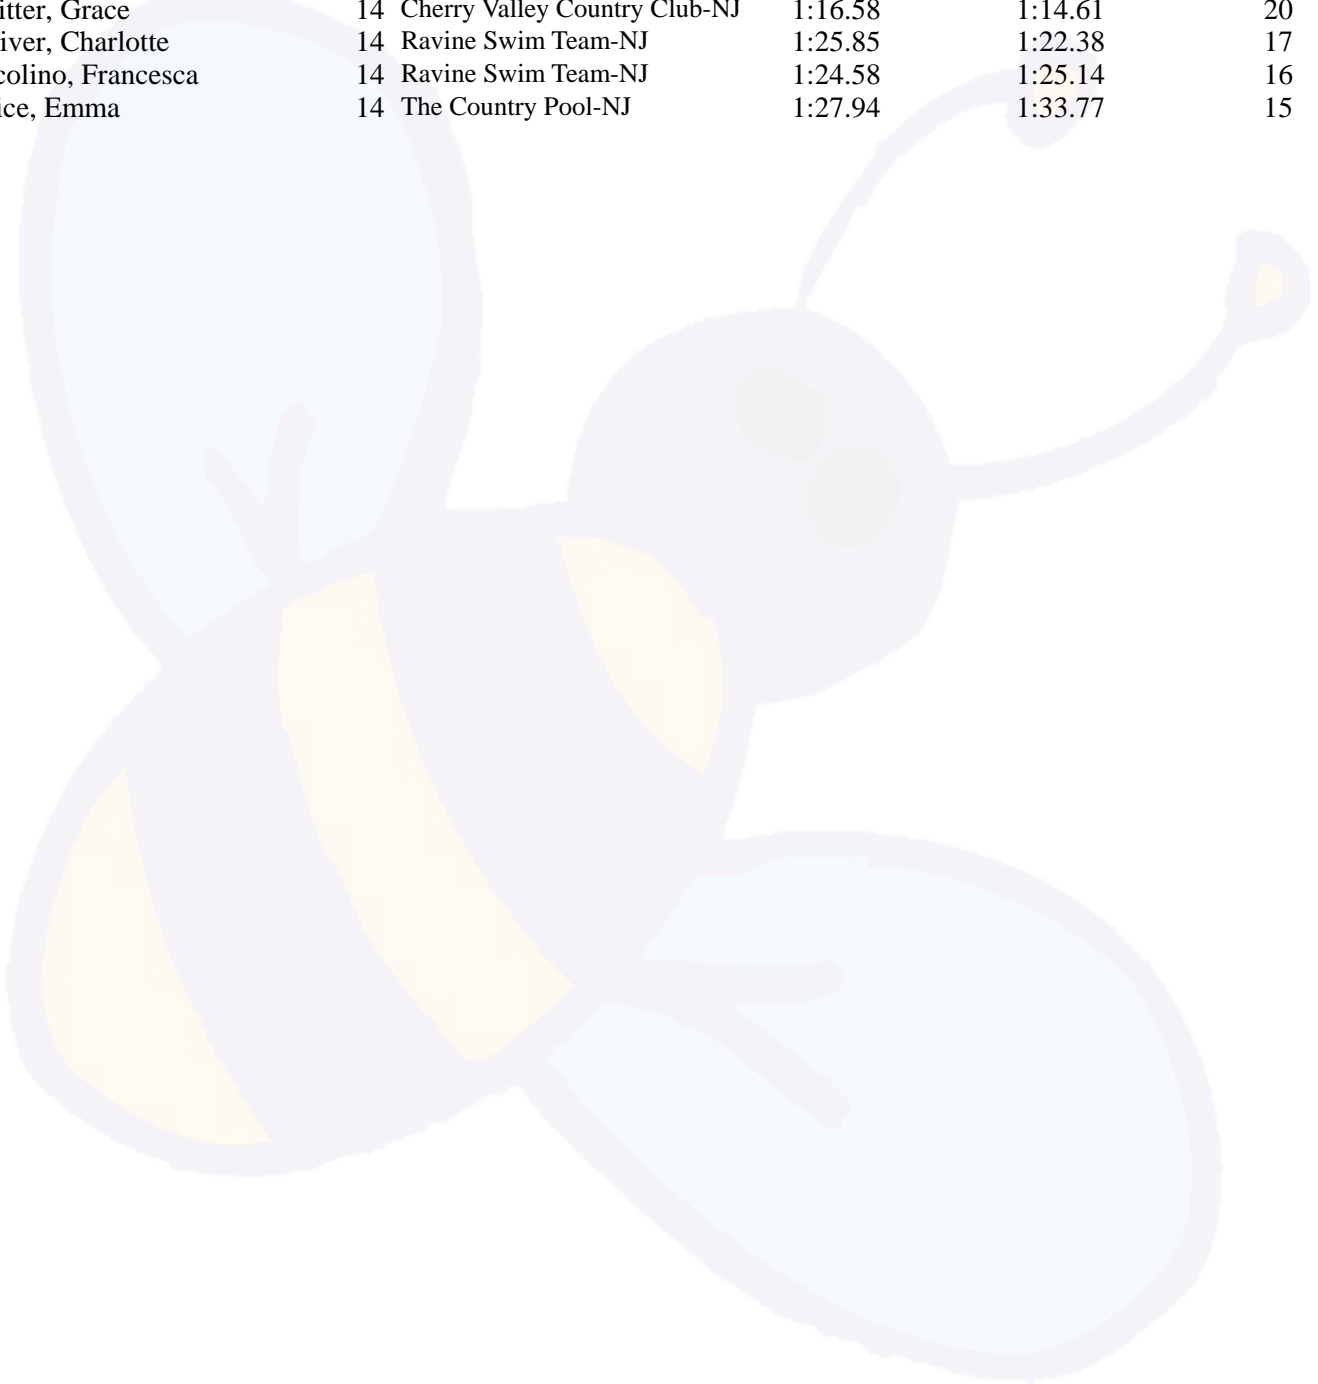 itter, Grace 14 Cherry Valley Country Club-NJ 1:16.58 1:14.61 20
iver, Charlotte 14 Ravine Swim Team-NJ 1:25.85 1:22.38 17
colino, Francesca 14 Ravine Swim Team-NJ 1:24.58 1:25.14 16
ice, Emma 14 The Country Pool-NJ 1:27.94 1:33.77 15